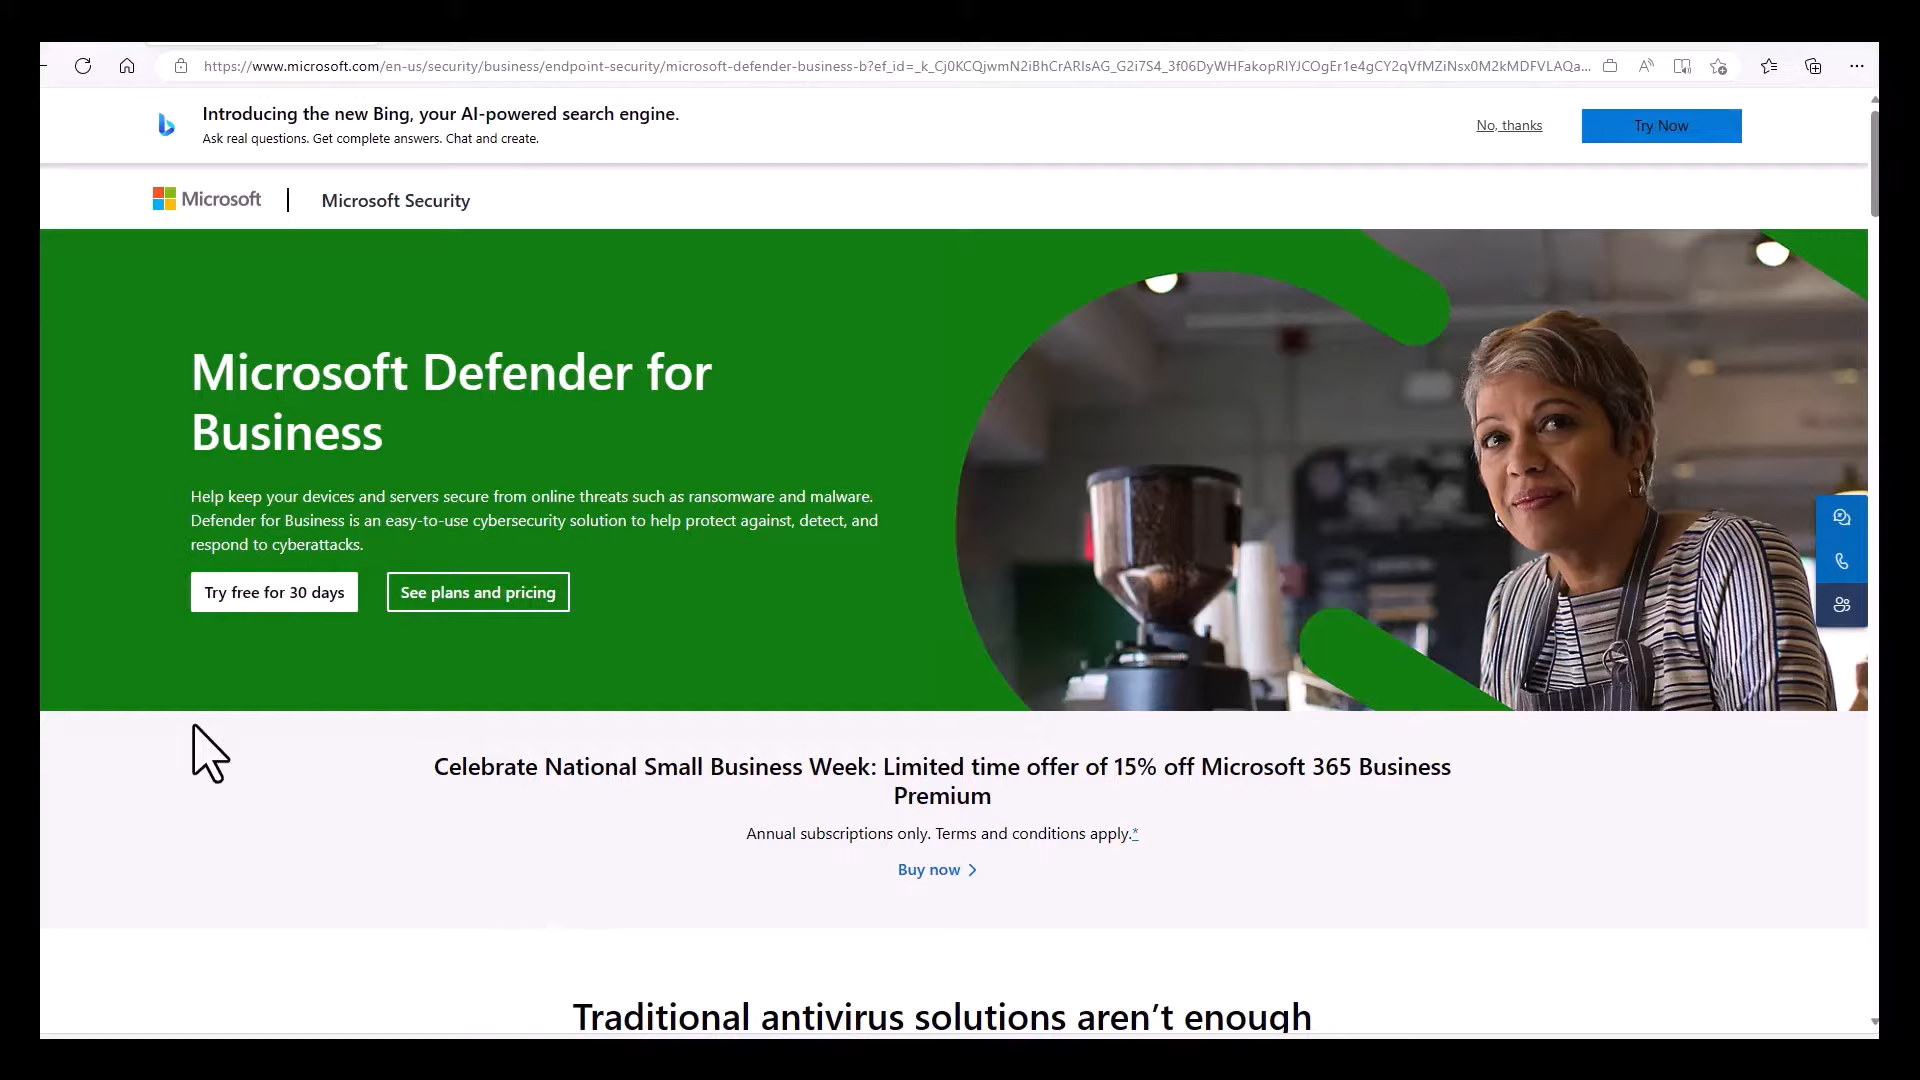 https://www.microsoft.com/en-us/security/business/endpoint-security/microsoft-defender-business-b?ef_id=_k_Cj0KCQjwmN2iBhCrARIsAG_G2i7S4_3f06DyWHFakopRIYJCOgEr1e4gCY2qVfMZiNsx0M2kMDFVLAQa...
Introducing the new Bing, your AI-powered search engine.
Ask real questions. Get complete answers. Chat and create.
No, thanks
Try Now
Microsoft
Microsoft Security
Microsoft Defender for
Business
Help keep your devices and servers secure from online threats such as ransomware and malware.
Defender for Business is an easy-to-use cybersecurity solution to help protect against, detect, and
respond to cyberattacks.
Try free for 30 days
See plans and pricing
Celebrate National Small Business Week: Limited time offer of 15% off Microsoft 365 Business
Premium
Annual subscriptions only. Terms and conditions apply.*
Buy now
Traditional antivirus solutions aren’t enough